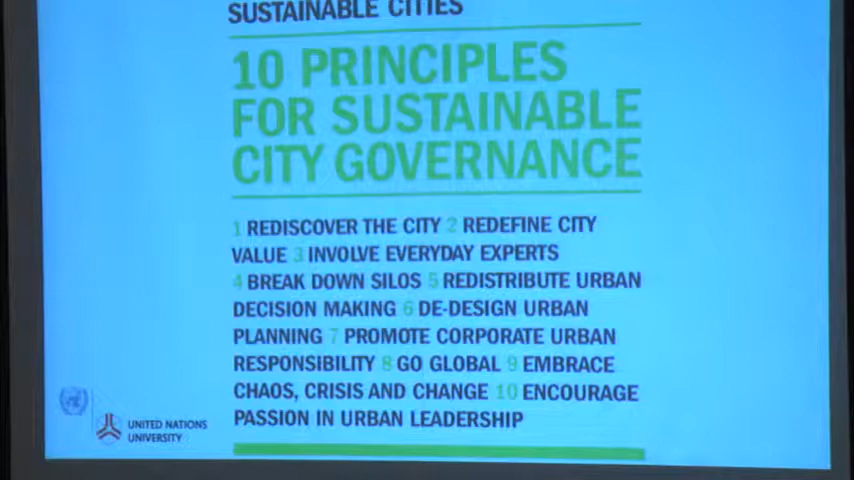 SUSTAINABLE CITIES
10 PRINCIPLES
FOR SUSTAINABLE
CITY GOVERNANCE
1 REDISCOVER THE CITY 2 REDEFINE CITY
VALUE 3 INVOLVE EVERYDAY EXPERTS
4 BREAK DOWN SILOS 5 REDISTRIBUTE URBAN
DECISION MAKING 6 DE-DESIGN URBAN
PLANNING 7 PROMOTE CORPORATE URBAN
RESPONSIBILITY 8 GO GLOBAL 9 EMBRACE
CHAOS, CRISIS AND CHANGE 10 ENCOURAGE
PASSION IN URBAN LEADERSHIP
UNITED NATIONS
UNIVERSITY